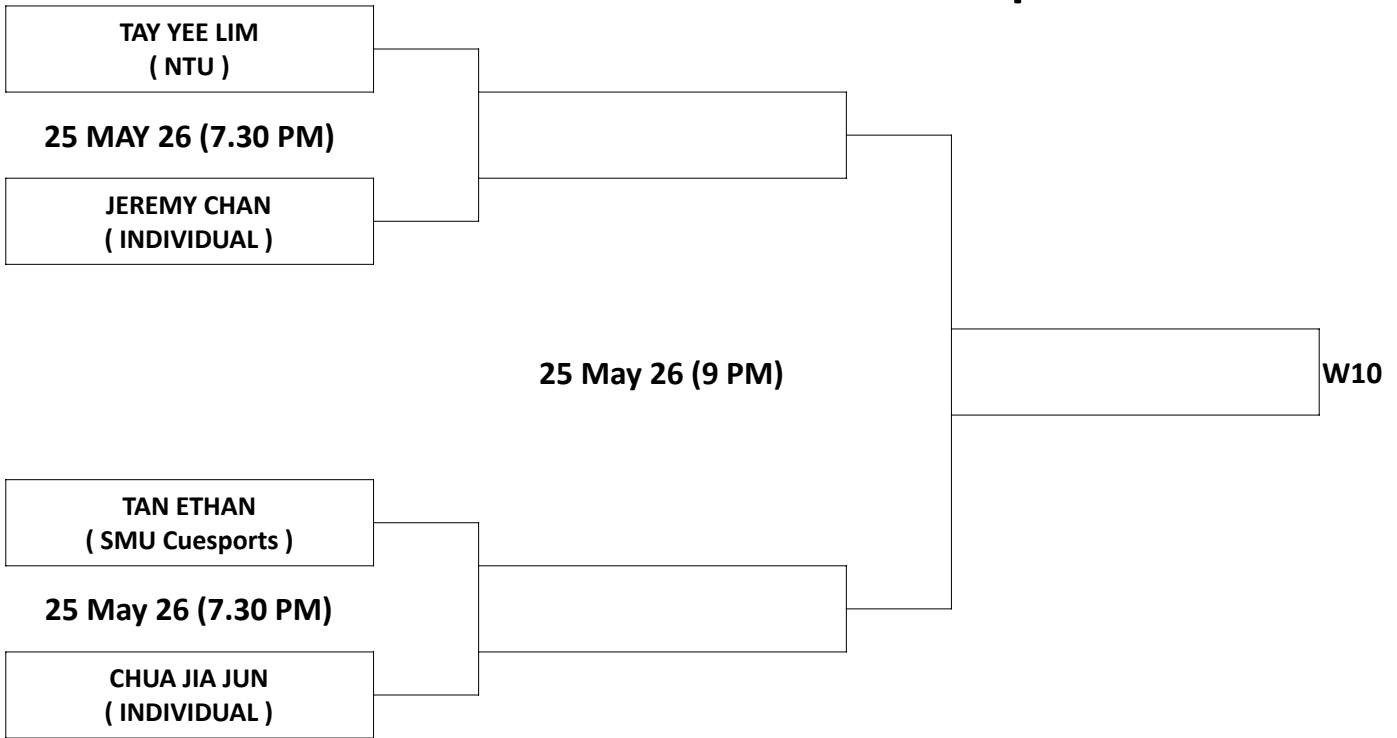 TAY YEE LIM
( NTU )
25 MAY 26 (7.30 PM)
JEREMY CHAN
( INDIVIDUAL )
25 May 26 (9 PM)
W10
TAN ETHAN
( SMU Cuesports )
25 May 26 (7.30 PM)
CHUA JIA JUN
( INDIVIDUAL )